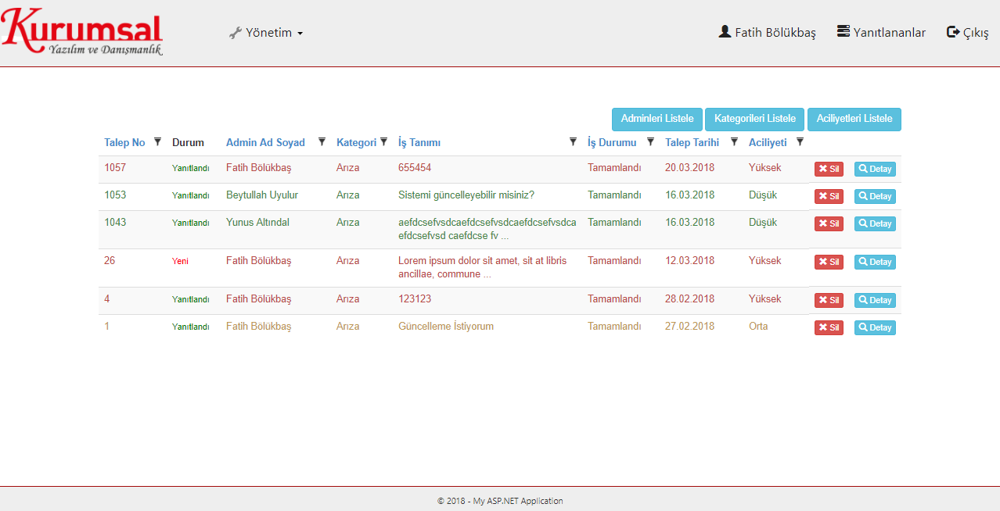 Kurumsal
Yazılım ve Danışmanlık
Yönetim
Fatih Bölükbaş
Yanıtlananlar
Çıkış
Adminleri Listele
Kategorileri Listele
Aciliyetleri Listele
Talep No Durum Admin Ad Soyad Kategori İş Tanımı İş Durumu Talep Tarihi Aciliyeti
1057 Yanıtlandı Fatih Bölükbaş Arıza 655454 Tamamlandı 20.03.2018 Yüksek Sil Detay
1053 Yanıtlandı Beytullah Uyulur Arıza Sistemi güncelleyebilir misiniz? Tamamlandı 16.03.2018 Düşük Sil Detay
1043 Yanıtlandı Yunus Altındal Arıza aefdcsefvsdcaefdcsefvsdcaefdcsefvsdca Tamamlandı 16.03.2018 Düşük Sil Detay
efdcsefvsd caefdcse fv ...
26 Yeni Fatih Bölükbaş Arıza Lorem ipsum dolor sit amet, sit at libris Tamamlandı 12.03.2018 Yüksek Sil Detay
ancillae, commune ...
4 Yanıtlandı Fatih Bölükbaş Arıza 123123 Tamamlandı 28.02.2018 Yüksek Sil Detay
1 Yanıtlandı Fatih Bölükbaş Arıza Güncelleme İstiyorum Tamamlandı 27.02.2018 Orta Sil Detay
© 2018 - My ASP.NET Application